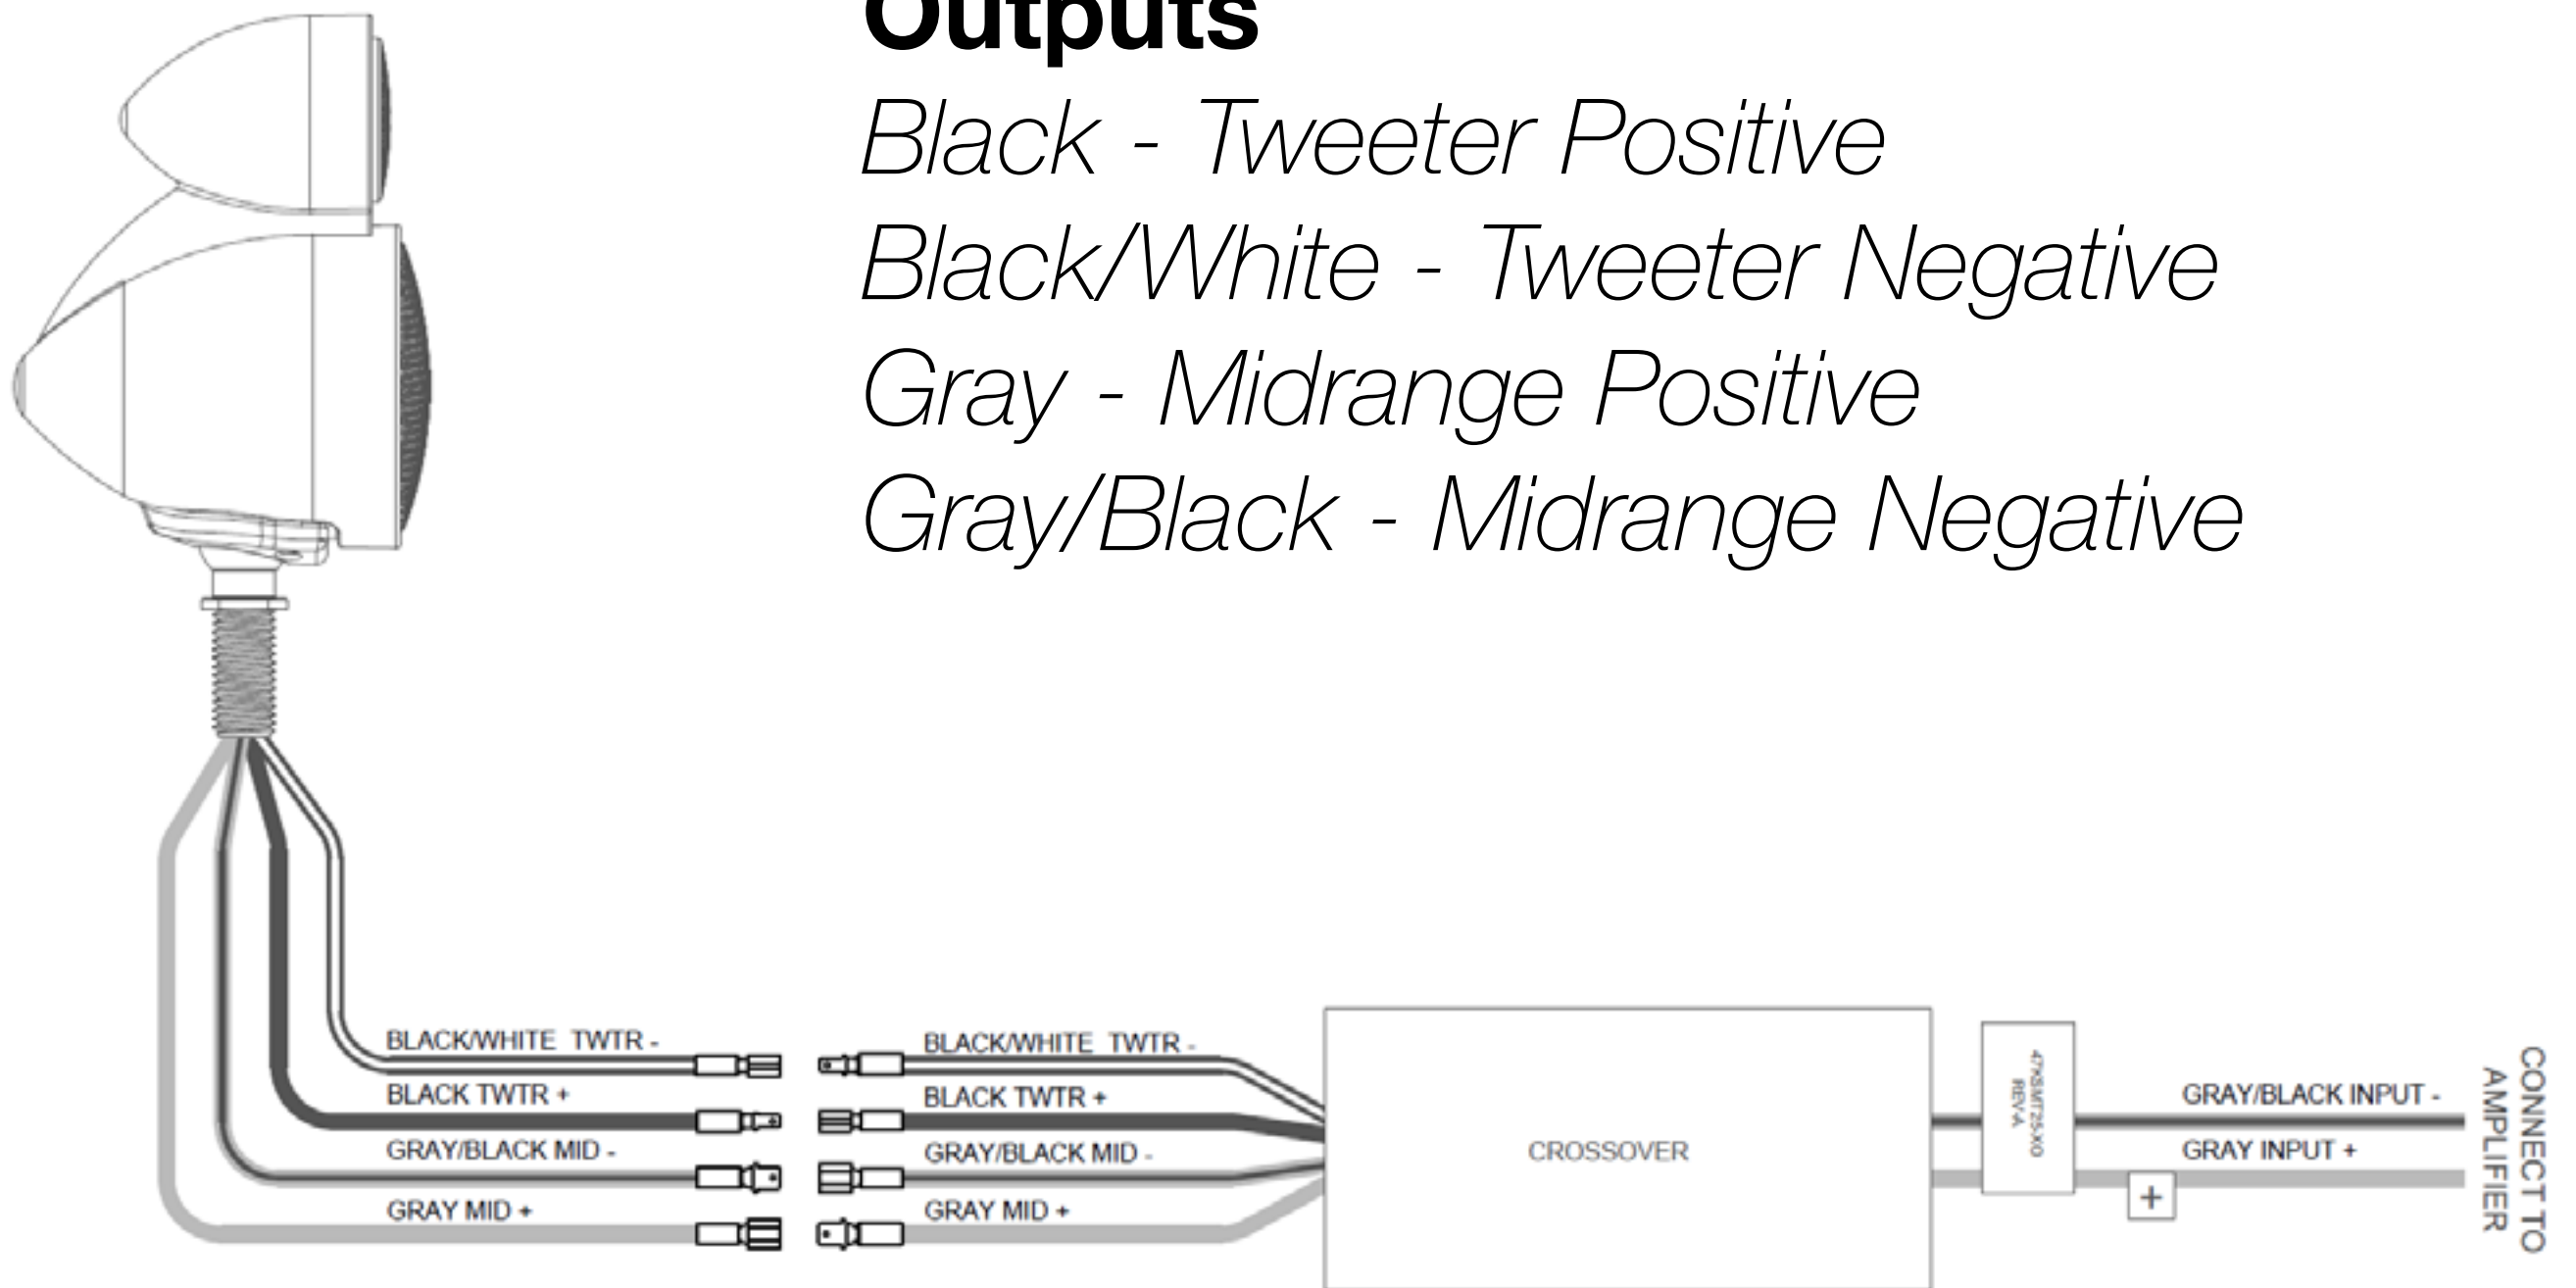 Outputs
Black - Tweeter Positive
Black/White - Tweeter Negative
Gray - Midrange Positive
Gray/Black - Midrange Negative
BLACK/WHITE TWTR -
BLACK TWTR +
GRAY/BLACK MID -
GRAY MID +
BLACK/WHITE TWTR -
BLACK TWTR +
GRAY/BLACK MID -
GRAY MID +
CROSSOVER
REV-A
GRAY/BLACK INPUT -
GRAY INPUT +
+
CONNECT TO
AMPLIFIER